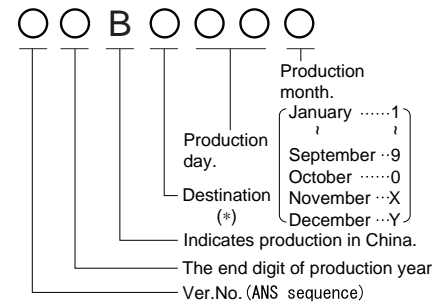 ○ ○ B ○ ○ ○ ○
Production
month.
January ······1
≀ ≀
September ··9
October ······0
November ···X
December ···Y
Production
day.
Destination
(*)
Indicates production in China.
The end digit of production year
Ver.No.(ANS sequence)